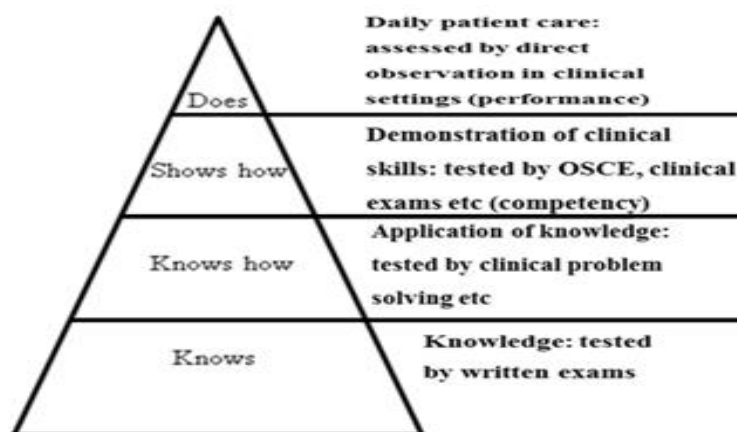 Daily patient care:
assessed by direct
observation in clinical
settings (performance)
Does
Demonstration of clinical
skills: tested by OSCE, clinical
exams etc (competency)
Shows how
Application of knowledge:
tested by clinical problem
solving etc
Knows how
Knowledge: tested
by written exams
Knows